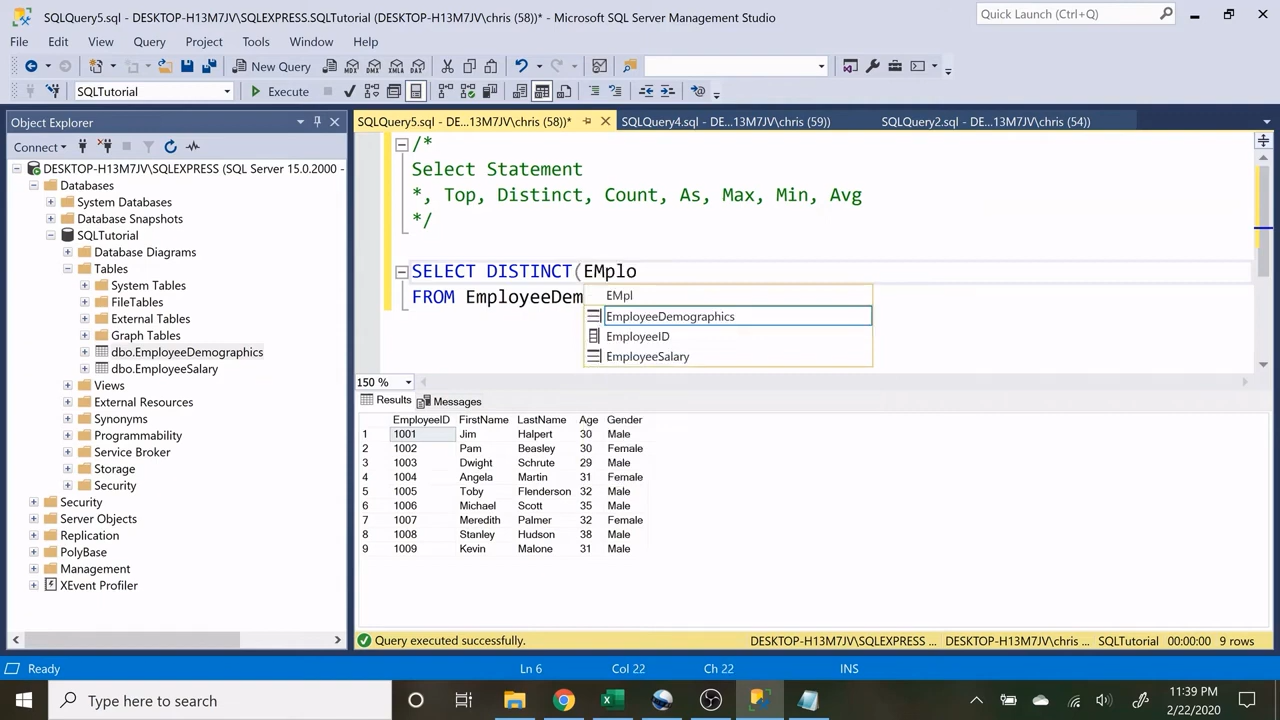 SQLQuery5.sql - DESKTOP-H13M7JV\SQLEXPRESS.SQLTutorial (DESKTOP-H13M7JV\chris (58))* - Microsoft SQL Server Management Studio
Quick Launch (Ctrl+Q)
File Edit View Query Project Tools Window Help
New Query
MDX DMX XMLA DAX
SQLTutorial
Execute
Object Explorer
SQLQuery5.sql - DE...13M7JV\chris (58))*
SQLQuery4.sql - DE...13M7JV\chris (59))
SQLQuery2.sql - DE...13M7JV\chris (54))
Connect
DESKTOP-H13M7JV\SQLEXPRESS (SQL Server 15.0.2000 -
Databases
System Databases
Database Snapshots
SQLTutorial
Database Diagrams
Tables
System Tables
FileTables
External Tables
Graph Tables
dbo.EmployeeDemographics
dbo.EmployeeSalary
Views
External Resources
Synonyms
Programmability
Service Broker
Storage
Security
Security
Server Objects
Replication
PolyBase
Management
XEvent Profiler
/*
Select Statement
*, Top, Distinct, Count, As, Max, Min, Avg
*/
SELECT DISTINCT(EMplo
FROM EmployeeDem
EMpl
EmployeeDemographics
EmployeeID
EmployeeSalary
150 %
Results Messages
EmployeeID FirstName LastName Age Gender
1 1001 Jim Halpert 30 Male
2 1002 Pam Beasley 30 Female
3 1003 Dwight Schrute 29 Male
4 1004 Angela Martin 31 Female
5 1005 Toby Flenderson 32 Male
6 1006 Michael Scott 35 Male
7 1007 Meredith Palmer 32 Female
8 1008 Stanley Hudson 38 Male
9 1009 Kevin Malone 31 Male
Query executed successfully.
DESKTOP-H13M7JV\SQLEXPRESS ... DESKTOP-H13M7JV\chris ... SQLTutorial 00:00:00 9 rows
Ready Ln 6 Col 22 Ch 22 INS
Type here to search
11:39 PM
2/22/2020